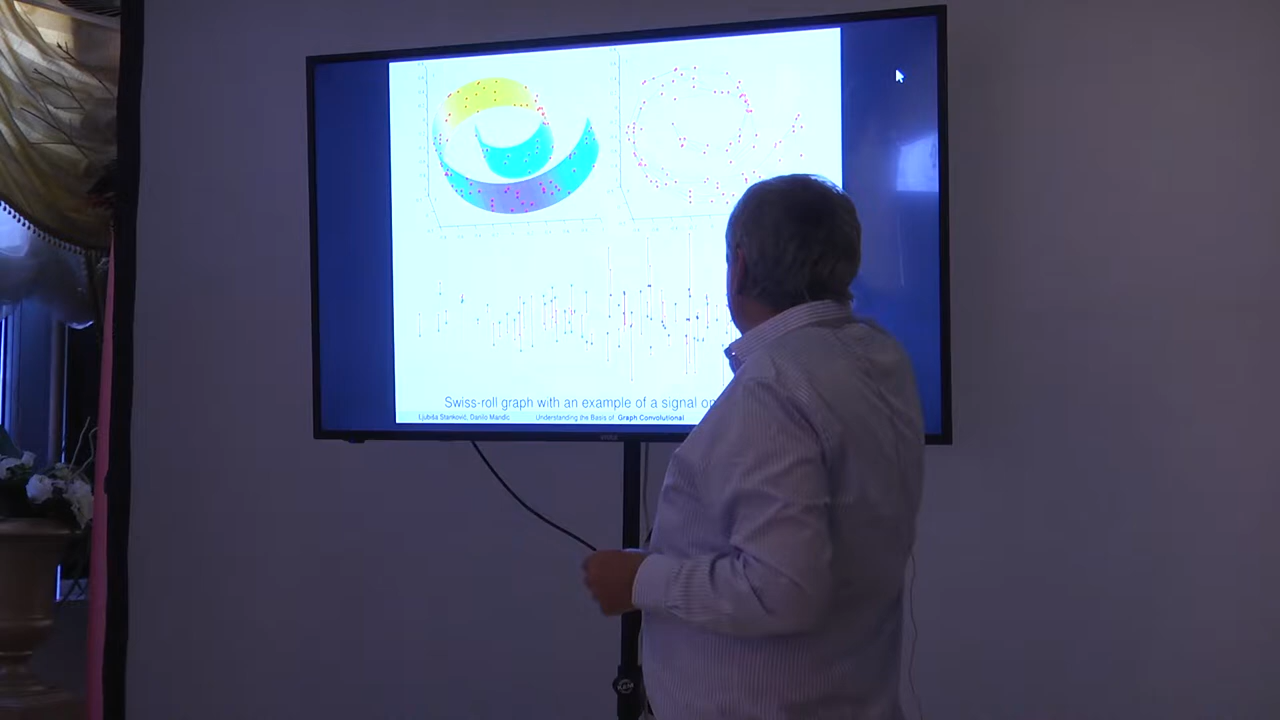 Swiss-roll graph with an example of a signal on
Ljubiša Stanković, Danilo Mandic Understanding the Basis of Graph Convolutional